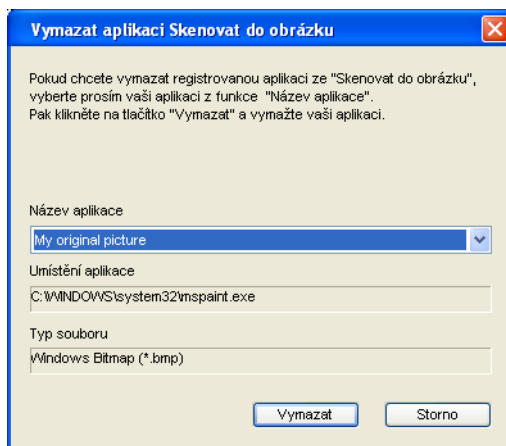 Vymazat aplikaci Skenovat do obrázku
Pokud chcete vymazat registrovanou aplikaci ze "Skenovat do obrázku",
vyberte prosím vaši aplikaci z funkce "Název aplikace".
Pak klikněte na tlačítko "Vymazat" a vymažte vaši aplikaci.
Název aplikace
My original picture
Umístění aplikace
C:\WINDOWS\system32\mspaint.exe
Typ souboru
Windows Bitmap (*.bmp)
Vymazat
Storno